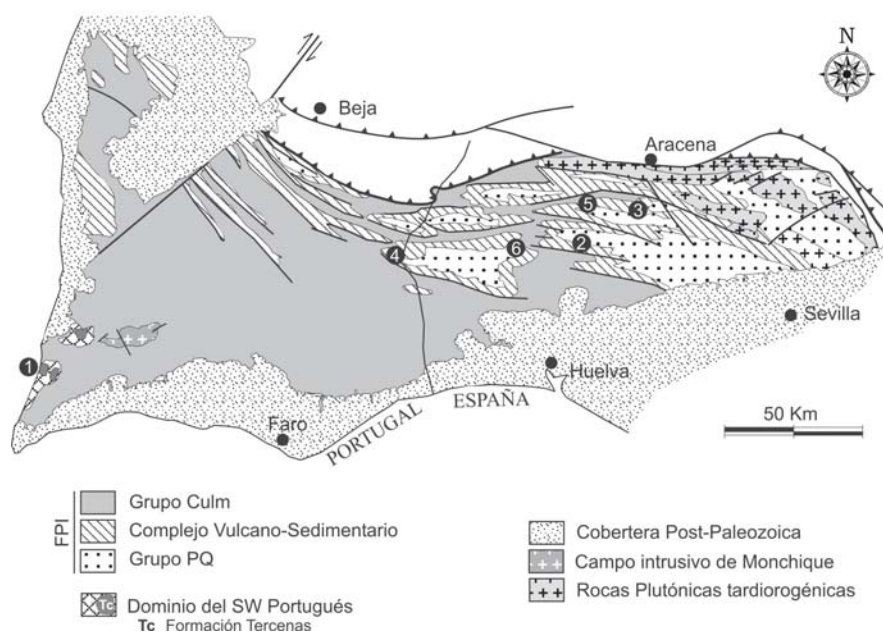 N
Beja
Aracena
5
3
2
6
4
1
Sevilla
Huelva
ESPAÑA
PORTUGAL
Faro
50 Km
FPI
Grupo Culm
Complejo Vulcano-Sedimentario
Grupo PQ
Tc
Dominio del SW Portugués
Tc Formación Tercenas
Cobertera Post-Paleozoica
Campo intrusivo de Monchique
Rocas Plutónicas tardiorogénicas